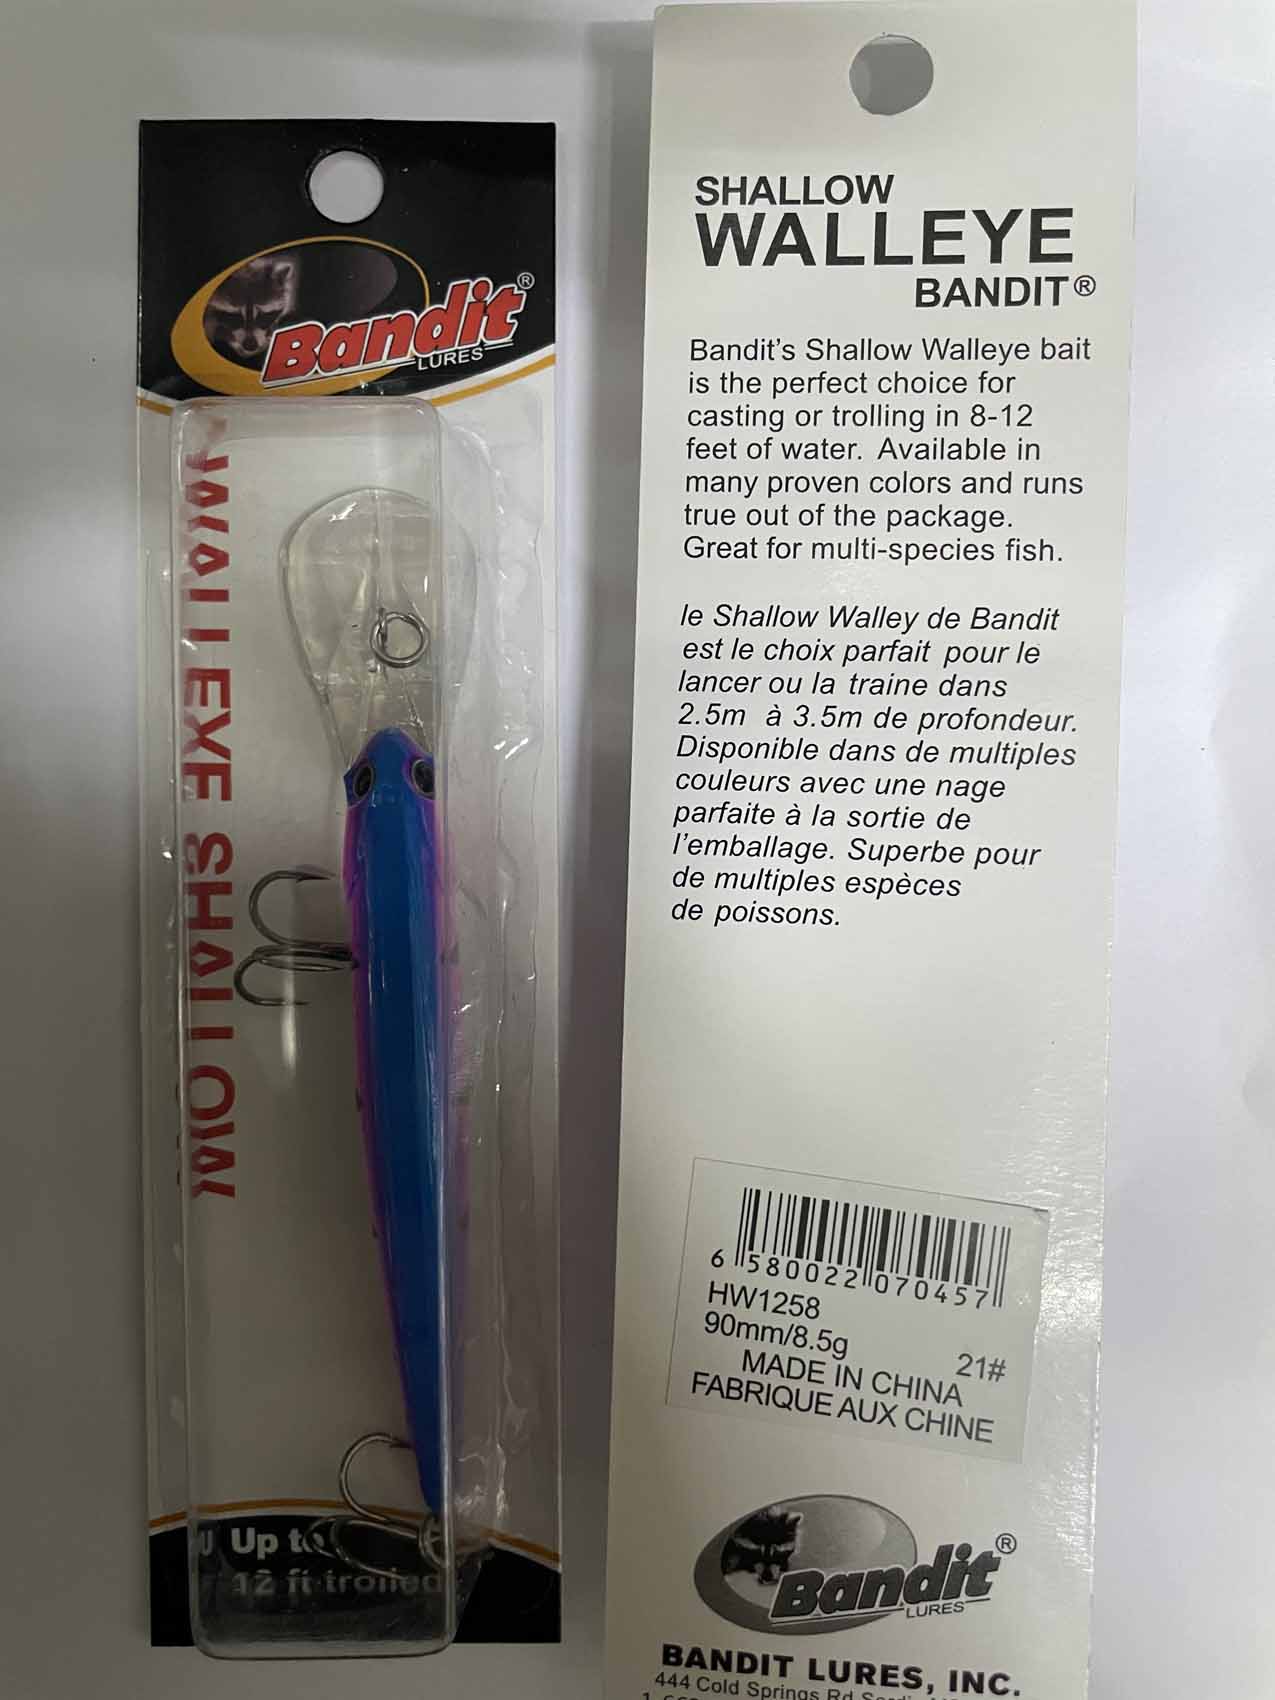 Bandit®
LURES
WALLEYE SHALLOW
Up to
12 ft trolled
SHALLOW
WALLEYE
BANDIT®
Bandit's Shallow Walleye bait
is the perfect choice for
casting or trolling in 8-12
feet of water. Available in
many proven colors and runs
true out of the package.
Great for multi-species fish.
le Shallow Walley de Bandit
est le choix parfait pour le
lancer ou la traine dans
2.5m à 3.5m de profondeur.
Disponible dans de multiples
couleurs avec une nage
parfaite à la sortie de
l'emballage. Superbe pour
de multiples espèces
de poissons.
6 580022 070457
HW1258
90mm/8.5g
21#
MADE IN CHINA
FABRIQUE AUX CHINE
Bandit®
LURES
BANDIT LURES, INC.
444 Cold Springs Rd